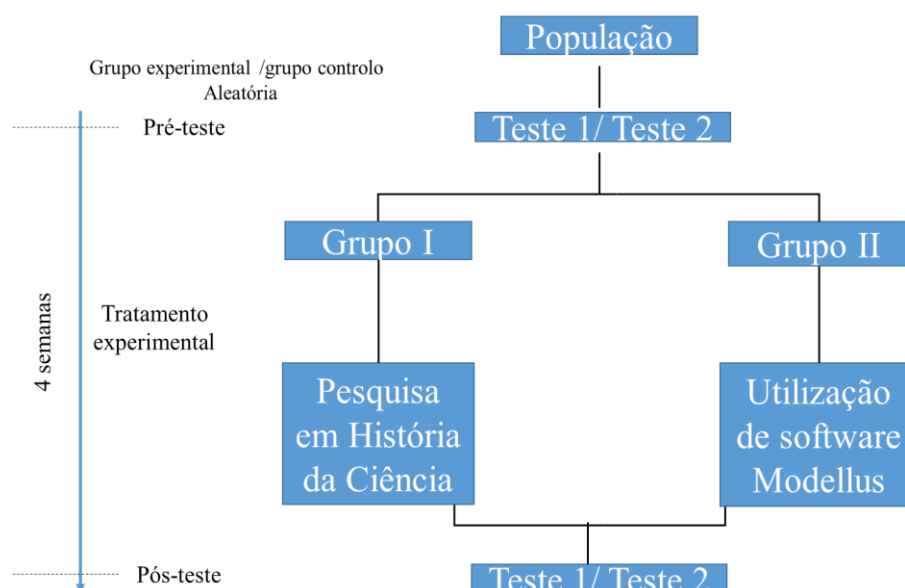 População
Grupo experimental /grupo controlo
Aleatória
Pré-teste
Teste 1/ Teste 2
Grupo I
Grupo II
4 semanas
Tratamento
experimental
Pesquisa
em História
da Ciência
Utilização
de software
Modellus
Pós-teste
Teste 1/ Teste 2